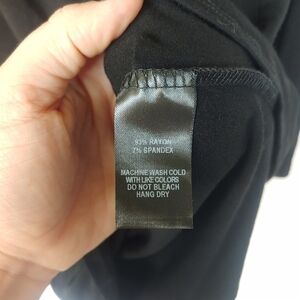 93% RAYON
7% SPANDEX
MACHINE WASH COLD
WITH LIKE COLORS
DO NOT BLEACH
HANG DRY